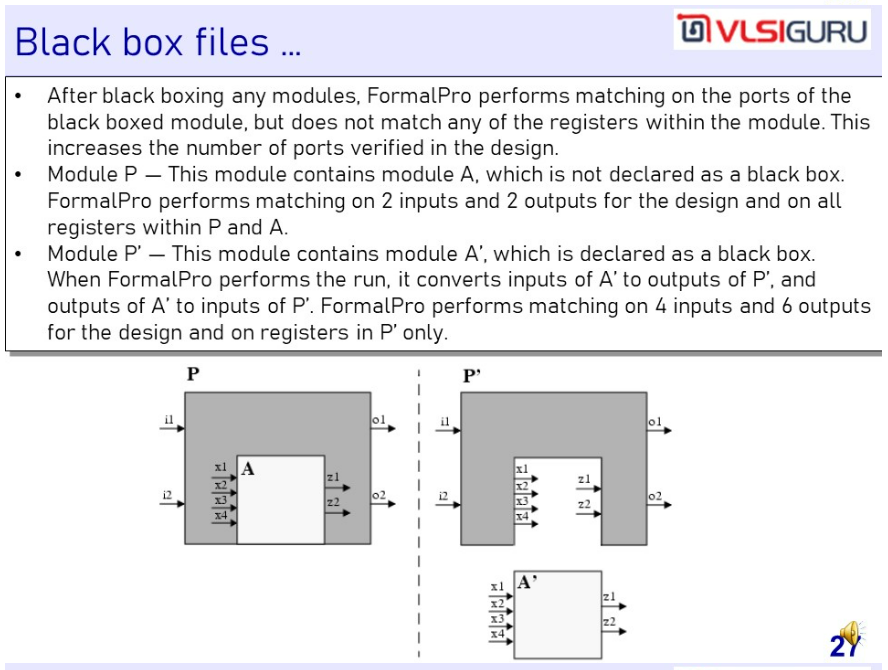 Black box files ...
VLSIGURU
• After black boxing any modules, FormalPro performs matching on the ports of the
black boxed module, but does not match any of the registers within the module. This
increases the number of ports verified in the design.
• Module P — This module contains module A, which is not declared as a black box.
FormalPro performs matching on 2 inputs and 2 outputs for the design and on all
registers within P and A.
• Module P' — This module contains module A', which is declared as a black box.
When FormalPro performs the run, it converts inputs of A' to outputs of P', and
outputs of A' to inputs of P'. FormalPro performs matching on 4 inputs and 6 outputs
for the design and on registers in P' only.
P
i1
i2
x1
x2
x3
x4
A
z1
z2
o1
o2
P'
i1
i2
x1
x2
x3
x4
z1
z2
o1
o2
x1
x2
x3
x4
A'
z1
z2
27